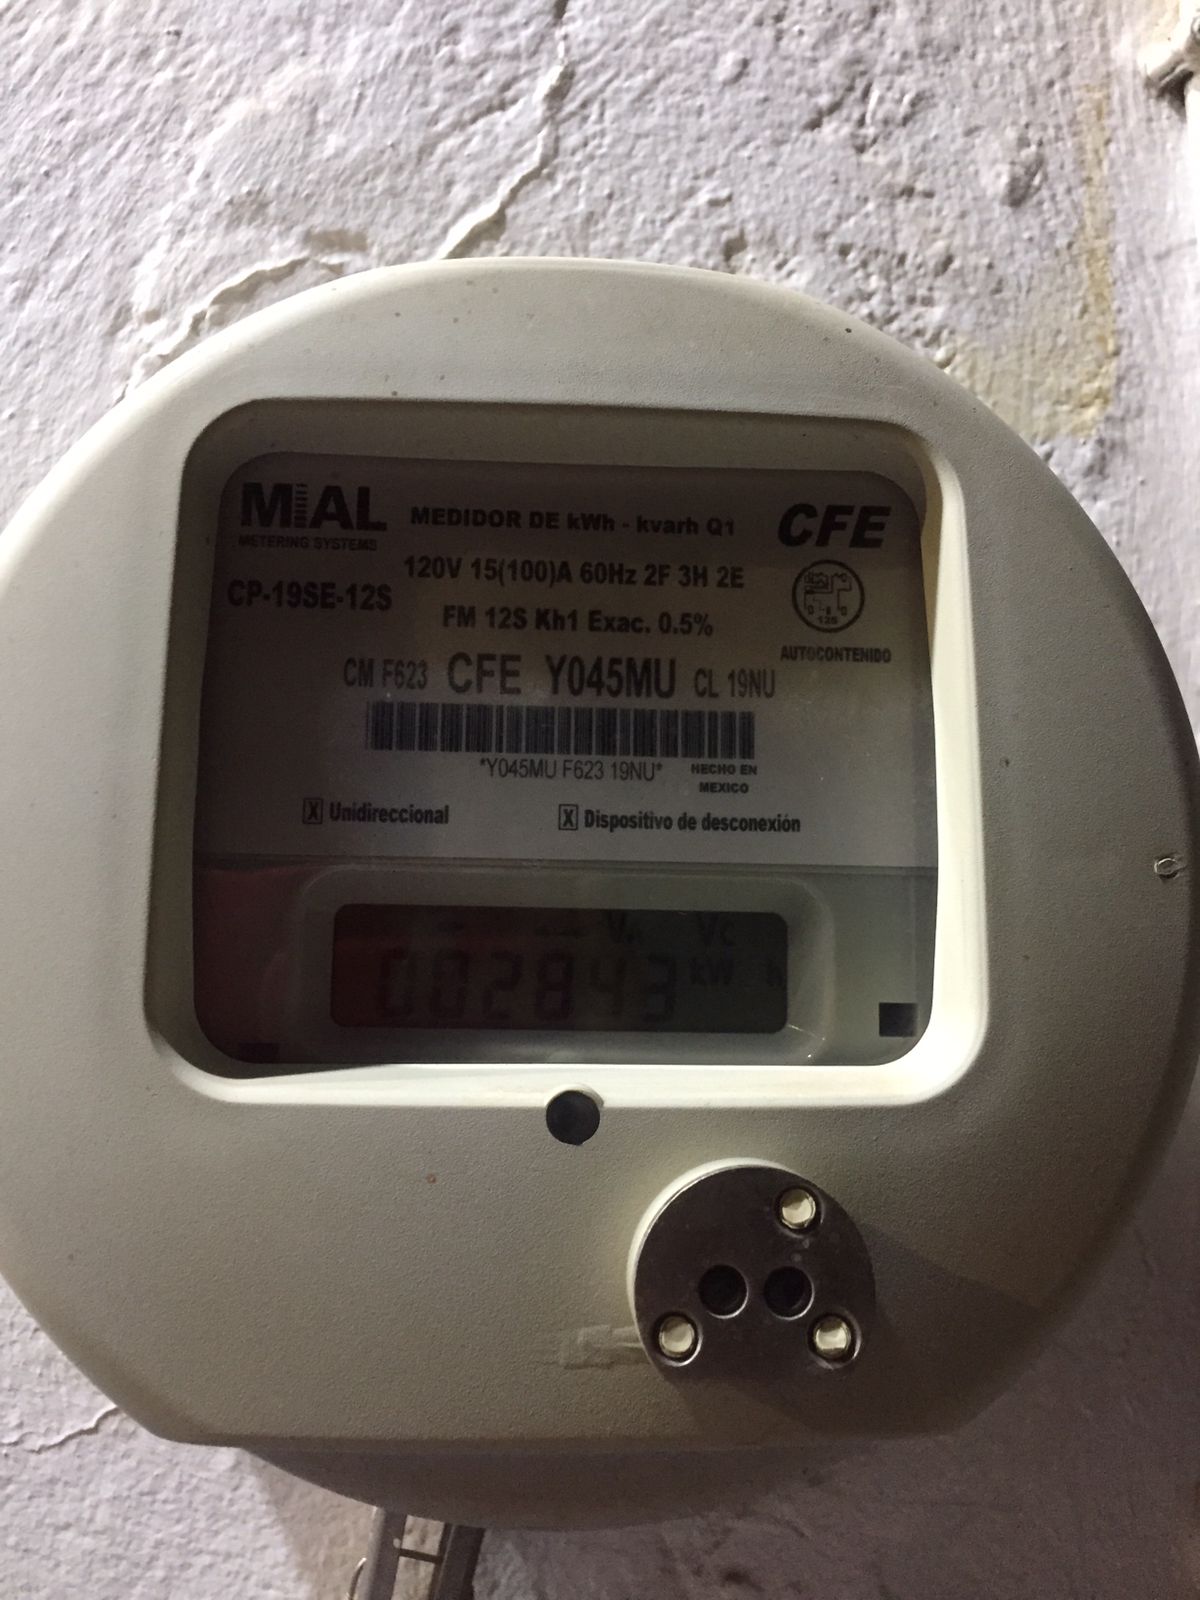 MIAL
METERING SYSTEMS
MEDIDOR DE kWh - kvarh Q1
CFE
120V 15(100)A 60Hz 2F 3H 2E
CP-19SE-12S
FM 12S Kh1 Exac. 0.5%
12S
AUTOCONTENIDO
CM F623 CFE Y045MU CL 19NU
*Y045MU F623 19NU*
HECHO EN
MEXICO
X Unidireccional
X Dispositivo de desconexión
002843 kW h